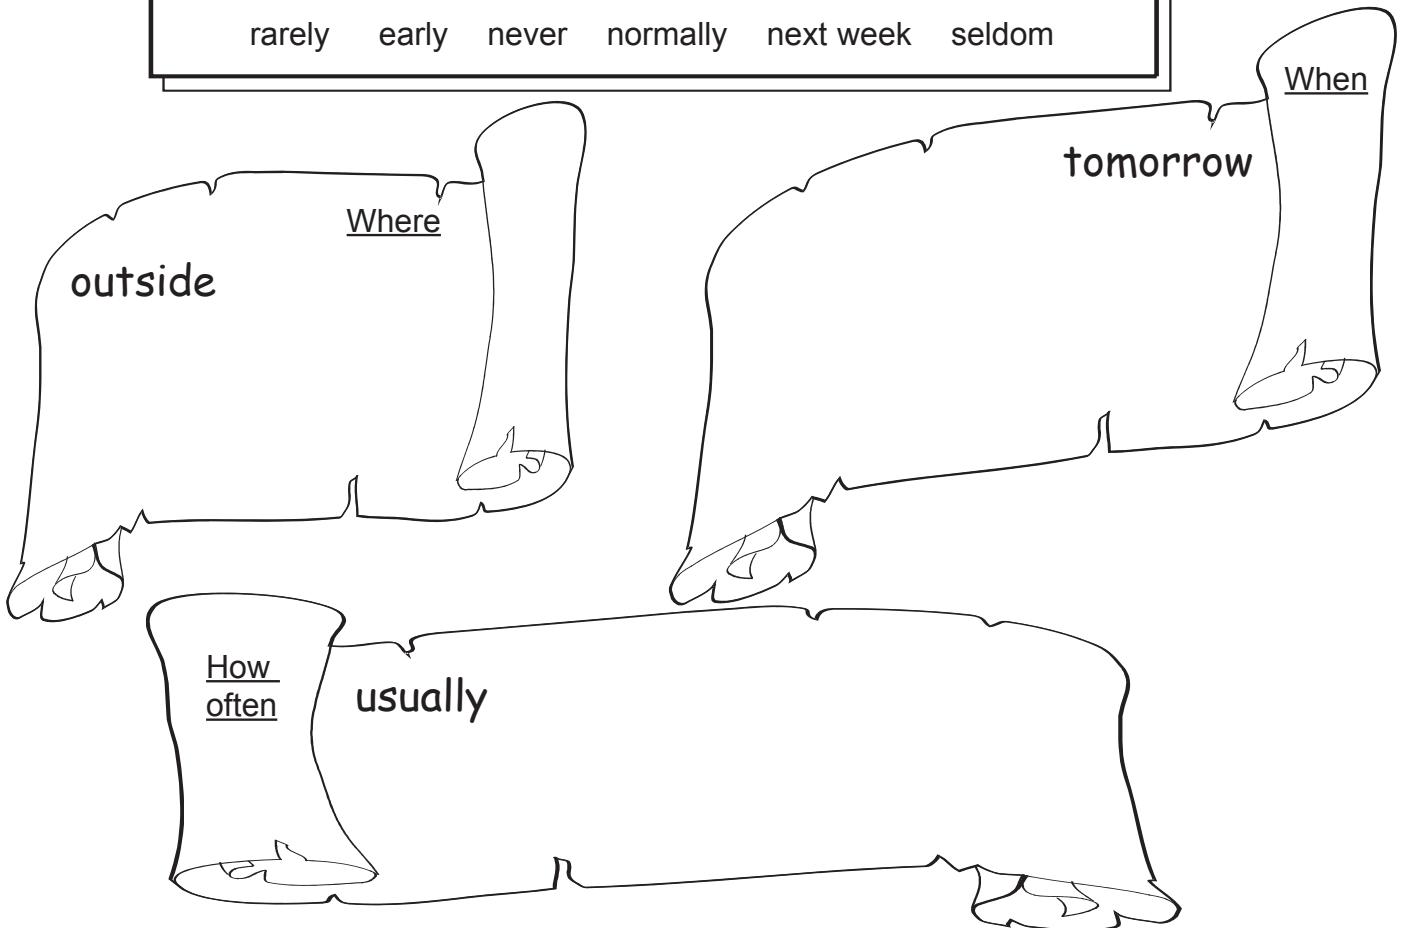 rarely early never normally next week seldom
When
tomorrow
Where
outside
How
often
usually